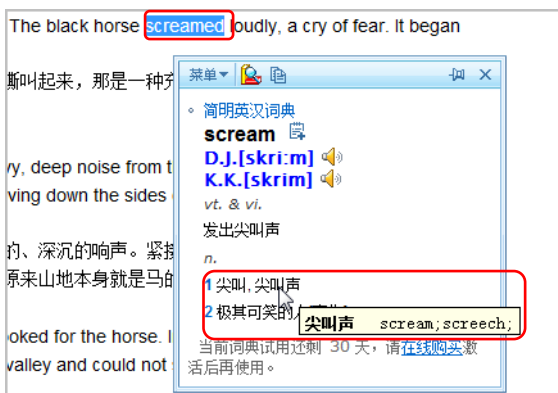 The black horse screamed loudly, a cry of fear. It began
嘶叫起来，那是一种充
vy, deep noise from t
ving down the sides
的、深沉的响声。紧接
原来山地本身就是马的
oked for the horse. I
valley and could not
菜单
简明英汉词典
scream
D.J.[skri:m]
K.K.[skrim]
vt. & vi.
发出尖叫声
n.
1 尖叫,尖叫声
2 极其可笑的
尖叫声 scream;screech;
当前词典试用还剩 30 天，请在线购买激
活后再使用。